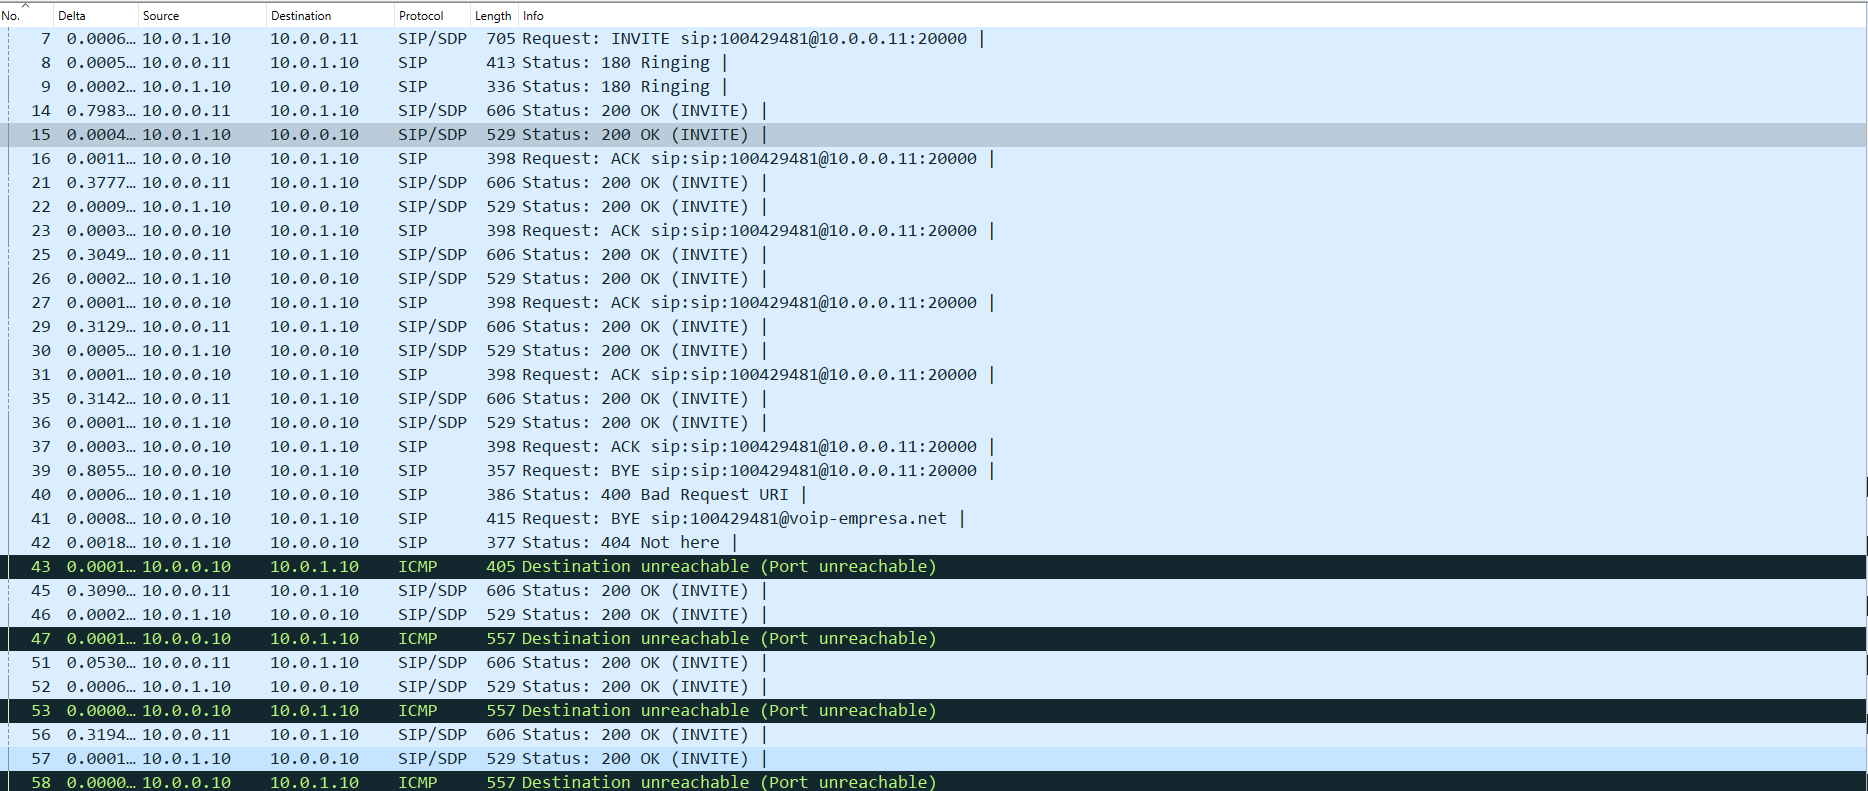 No. Delta Source Destination Protocol Length Info
7 0.0006… 10.0.1.10 10.0.0.11 SIP/SDP 705 Request: INVITE sip:100429481@10.0.0.11:20000 |
8 0.0005… 10.0.0.11 10.0.1.10 SIP 413 Status: 180 Ringing |
9 0.0002… 10.0.1.10 10.0.0.10 SIP 336 Status: 180 Ringing |
14 0.7983… 10.0.0.11 10.0.1.10 SIP/SDP 606 Status: 200 OK (INVITE) |
15 0.0004… 10.0.1.10 10.0.0.10 SIP/SDP 529 Status: 200 OK (INVITE) |
16 0.0011… 10.0.0.10 10.0.1.10 SIP 398 Request: ACK sip:sip:100429481@10.0.0.11:20000 |
21 0.3777… 10.0.0.11 10.0.1.10 SIP/SDP 606 Status: 200 OK (INVITE) |
22 0.0009… 10.0.1.10 10.0.0.10 SIP/SDP 529 Status: 200 OK (INVITE) |
23 0.0003… 10.0.0.10 10.0.1.10 SIP 398 Request: ACK sip:sip:100429481@10.0.0.11:20000 |
25 0.3049… 10.0.0.11 10.0.1.10 SIP/SDP 606 Status: 200 OK (INVITE) |
26 0.0002… 10.0.1.10 10.0.0.10 SIP/SDP 529 Status: 200 OK (INVITE) |
27 0.0001… 10.0.0.10 10.0.1.10 SIP 398 Request: ACK sip:sip:100429481@10.0.0.11:20000 |
29 0.3129… 10.0.0.11 10.0.1.10 SIP/SDP 606 Status: 200 OK (INVITE) |
30 0.0005… 10.0.1.10 10.0.0.10 SIP/SDP 529 Status: 200 OK (INVITE) |
31 0.0001… 10.0.0.10 10.0.1.10 SIP 398 Request: ACK sip:sip:100429481@10.0.0.11:20000 |
35 0.3142… 10.0.0.11 10.0.1.10 SIP/SDP 606 Status: 200 OK (INVITE) |
36 0.0001… 10.0.1.10 10.0.0.10 SIP/SDP 529 Status: 200 OK (INVITE) |
37 0.0003… 10.0.0.10 10.0.1.10 SIP 398 Request: ACK sip:sip:100429481@10.0.0.11:20000 |
39 0.8055… 10.0.0.10 10.0.1.10 SIP 357 Request: BYE sip:sip:100429481@10.0.0.11:20000 |
40 0.0006… 10.0.1.10 10.0.0.10 SIP 386 Status: 400 Bad Request URI |
41 0.0008… 10.0.0.10 10.0.1.10 SIP 415 Request: BYE sip:100429481@voip-empresa.net |
42 0.0018… 10.0.1.10 10.0.0.10 SIP 377 Status: 404 Not here |
43 0.0001… 10.0.0.10 10.0.1.10 ICMP 405 Destination unreachable (Port unreachable)
45 0.3090… 10.0.0.11 10.0.1.10 SIP/SDP 606 Status: 200 OK (INVITE) |
46 0.0002… 10.0.1.10 10.0.0.10 SIP/SDP 529 Status: 200 OK (INVITE) |
47 0.0001… 10.0.0.10 10.0.1.10 ICMP 557 Destination unreachable (Port unreachable)
51 0.0530… 10.0.0.11 10.0.1.10 SIP/SDP 606 Status: 200 OK (INVITE) |
52 0.0006… 10.0.1.10 10.0.0.10 SIP/SDP 529 Status: 200 OK (INVITE) |
53 0.0000… 10.0.0.10 10.0.1.10 ICMP 557 Destination unreachable (Port unreachable)
56 0.3194… 10.0.0.11 10.0.1.10 SIP/SDP 606 Status: 200 OK (INVITE) |
57 0.0001… 10.0.1.10 10.0.0.10 SIP/SDP 529 Status: 200 OK (INVITE) |
58 0.0000… 10.0.0.10 10.0.1.10 ICMP 557 Destination unreachable (Port unreachable)